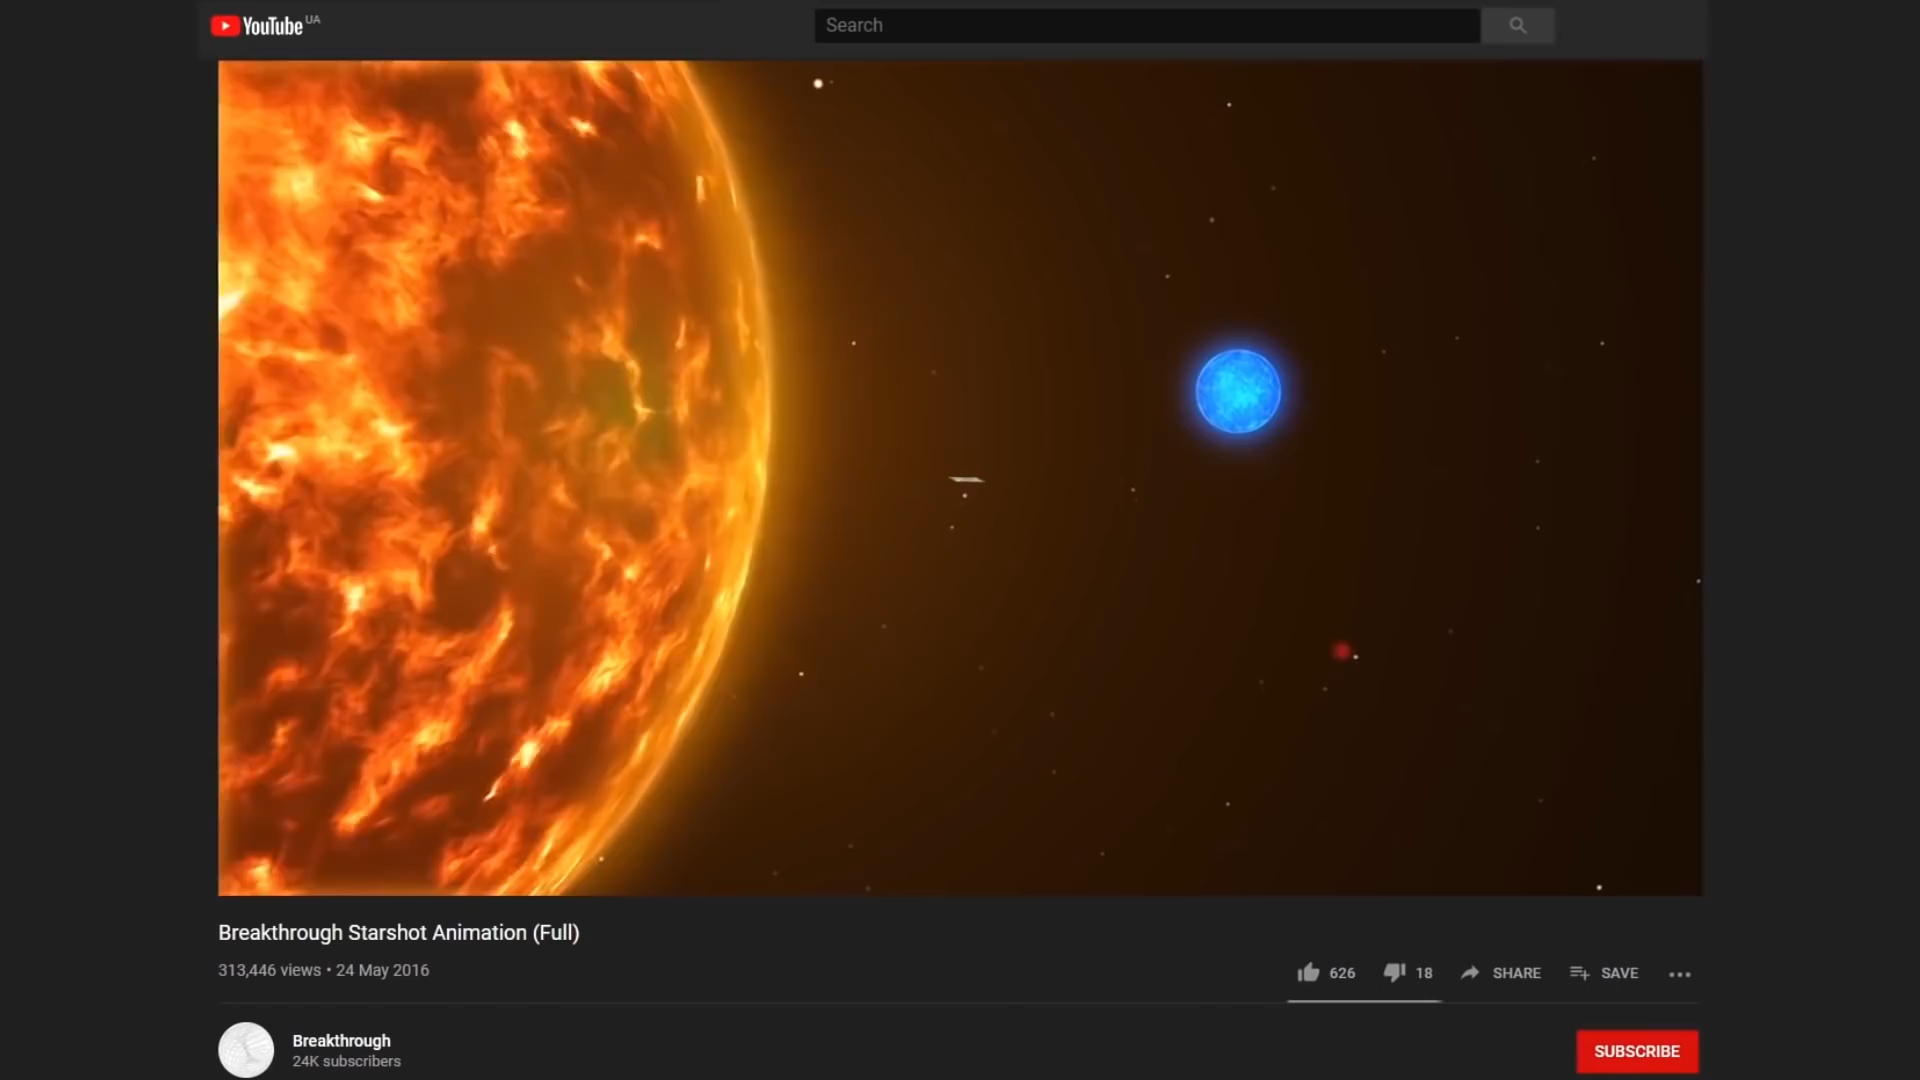 YouTube UA
Search
Breakthrough Starshot Animation (Full)
313,446 views • 24 May 2016
626 18 SHARE SAVE
Breakthrough
24K subscribers
SUBSCRIBE